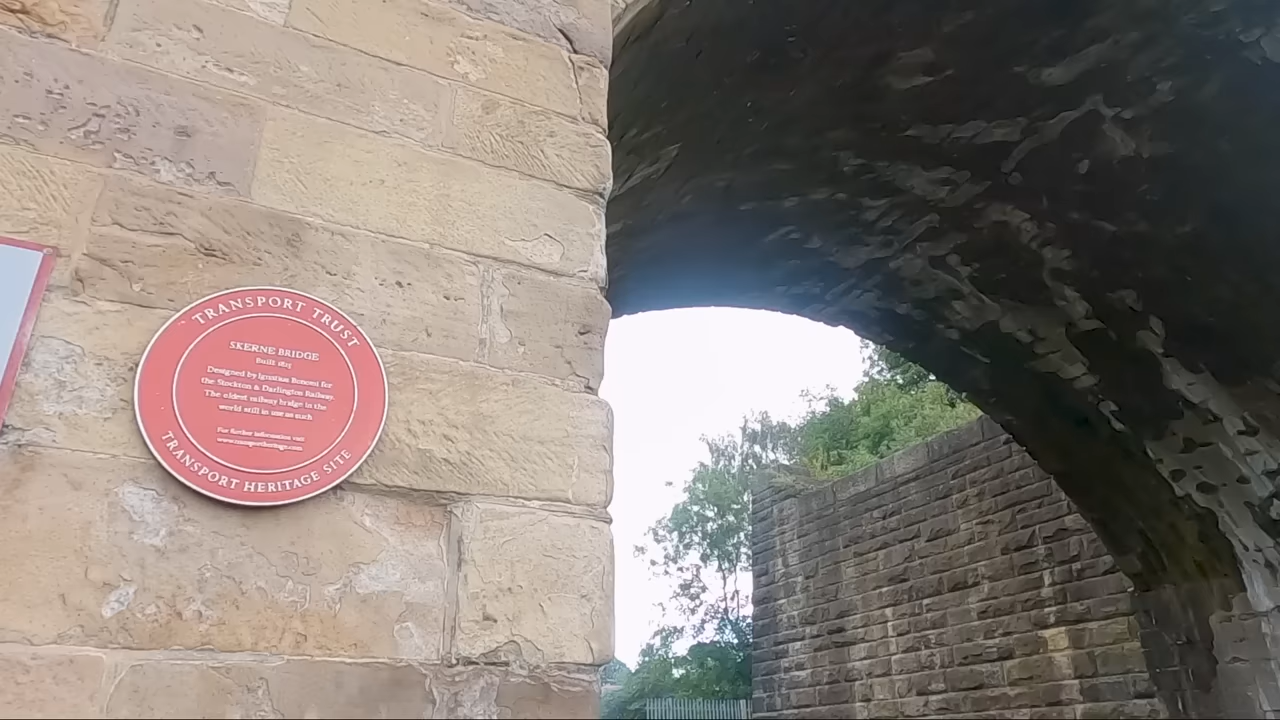 TRANSPORT TRUST
SKERNE BRIDGE
Built 1825
Designed by Ignatius Bonomi for
the Stockton & Darlington Railway.
The oldest railway bridge in the
world still in use as such
For further information visit
www.transportheritage.com
TRANSPORT HERITAGE SITE